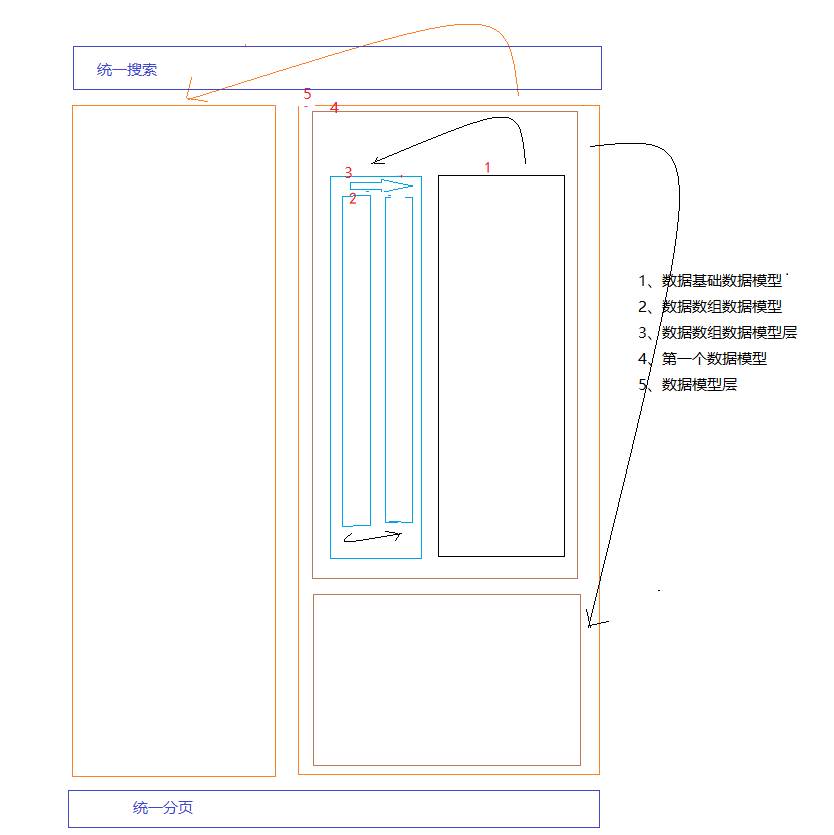 统一搜索
5
4
3
1
2
1、数据基础数据模型
2、数据数组数据模型
3、数据数组数据模型层
4、第一个数据模型
5、数据模型层
统一分页